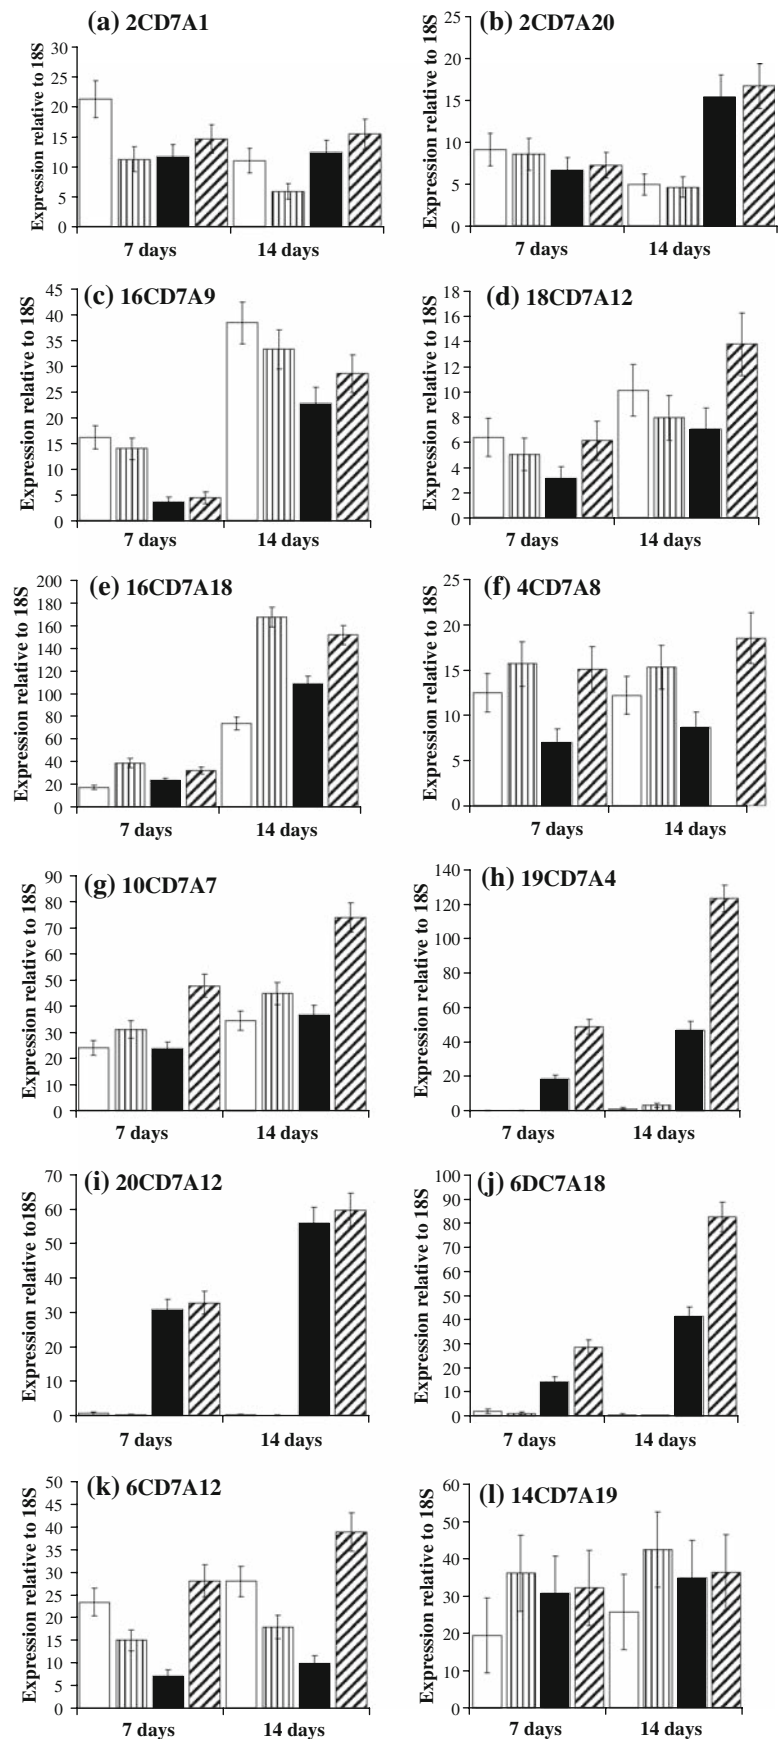 (a) 2CD7A1
Expression relative to 18S
30
25
20
15
10
5
0
7 days 14 days
(b) 2CD7A20
Expression relative to 18S
25
20
15
10
5
0
7 days 14 days
(c) 16CD7A9
Expression relative to 18S
45
40
35
30
25
20
15
10
5
0
7 days 14 days
(d) 18CD7A12
Expression relative to 18S
18
16
14
12
10
8
6
4
2
0
7 days 14 days
(e) 16CD7A18
Expression relative to 18S
200
180
160
140
120
100
80
60
40
20
0
7 days 14 days
(f) 4CD7A8
Expression relative to 18S
25
20
15
10
5
0
7 days 14 days
(g) 10CD7A7
Expression relative to 18S
90
80
70
60
50
40
30
20
10
0
7 days 14 days
(h) 19CD7A4
Expression relative to 18S
140
120
100
80
60
40
20
0
7 days 14 days
(i) 20CD7A12
Expression relative to18S
70
60
50
40
30
20
10
0
7 days 14 days
(j) 6DC7A18
Expression relative to 18S
100
90
80
70
60
50
40
30
20
10
0
7 days 14 days
(k) 6CD7A12
Expression relative to 18S
50
45
40
35
30
25
20
15
10
5
0
7 days 14 days
(l) 14CD7A19
Expression relative to 18S
60
50
40
30
20
10
0
7 days 14 days